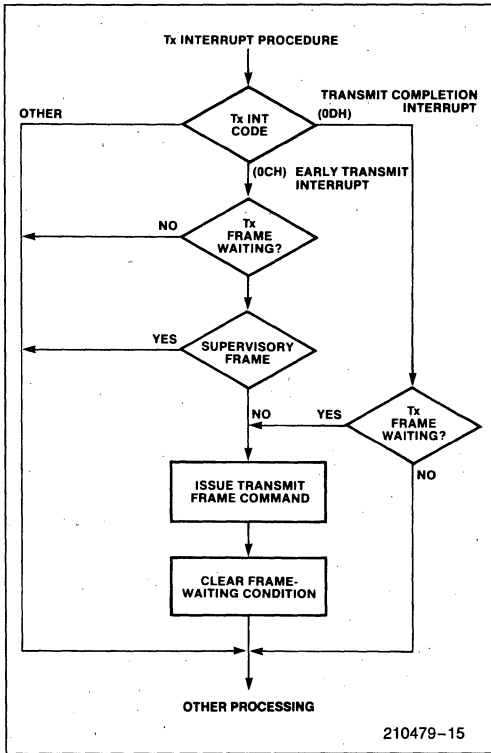 Tx INTERRUPT PROCEDURE
OTHER
Tx INT
CODE
(0DH)
TRANSMIT COMPLETION
INTERRUPT
(0CH)
EARLY TRANSMIT
INTERRUPT
NO
Tx
FRAME
WAITING?
YES
SUPERVISORY
FRAME
NO
YES
Tx
FRAME
WAITING?
NO
ISSUE TRANSMIT
FRAME COMMAND
CLEAR FRAME-
WAITING CONDITION
OTHER PROCESSING
210479-15